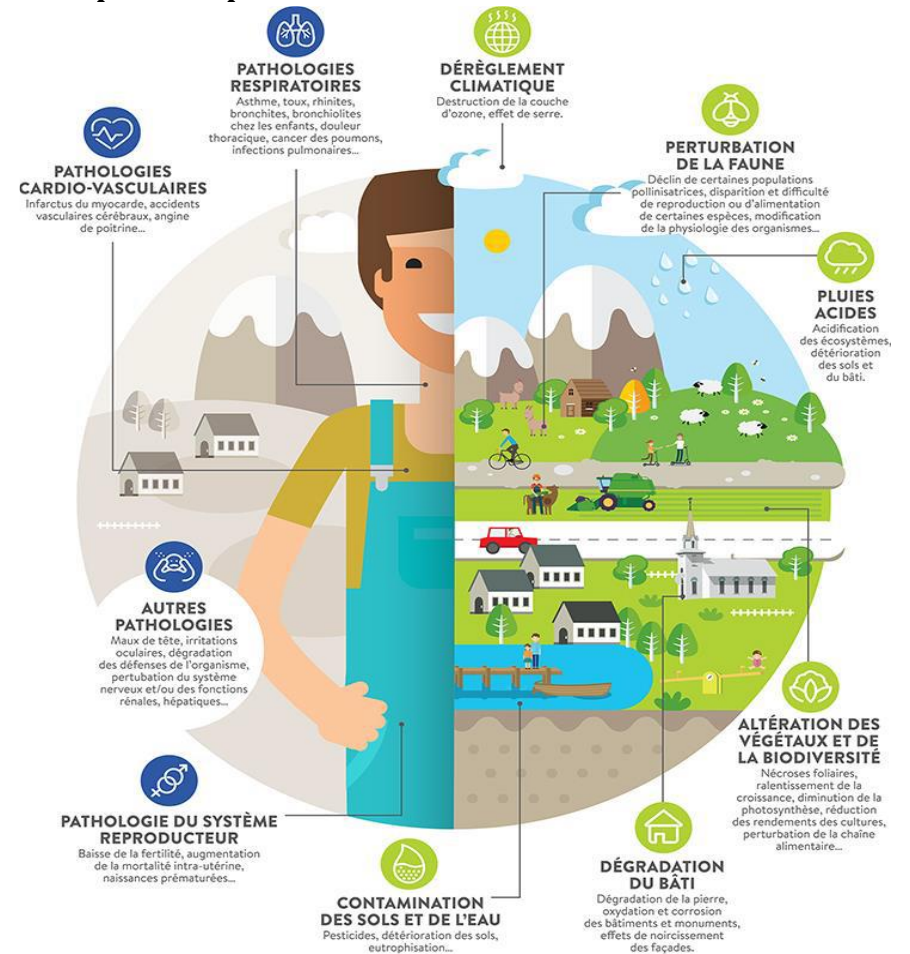 PATHOLOGIES
RESPIRATOIRES
Asthme, toux, rhinites,
bronchites, bronchiolites
chez les enfants, douleur
thoracique, cancer des poumons,
infections pulmonaires...
DÉRÈGLEMENT
CLIMATIQUE
Destruction de la couche
d'ozone, effet de serre.
PATHOLOGIES
CARDIO-VASCULAIRES
Infarctus du myocarde, accidents
vasculaires cérébraux, angine
de poitrine...
PERTURBATION
DE LA FAUNE
Déclin de certaines populations
pollinisatrices, disparition et difficulté
de reproduction ou d'alimentation
de certaines espèces, modification
de la physiologie des organismes...
PLUIES
ACIDES
Acidification
des écosystèmes,
détérioration
des sols et
du bâti.
AUTRES
PATHOLOGIES
Maux de tête, irritations
oculaires, dégradation
des défenses de l'organisme,
pertubation du système
nerveux et/ou des fonctions
rénales, hépatiques...
ALTÉRATION DES
VÉGÉTAUX ET DE
LA BIODIVERSITÉ
Nécroses foliaires,
ralentissement de la
croissance, diminution de la
photosynthèse, réduction
des rendements des cultures,
perturbation de la chaîne
alimentaire...
PATHOLOGIE DU SYSTÈME
REPRODUCTEUR
Baisse de la fertilité, augmentation
de la mortalité intra-utérine,
naissances prématurées...
CONTAMINATION
DES SOLS ET DE L'EAU
Pesticides, détérioration des sols,
eutrophisation...
DÉGRADATION
DU BÂTI
Dégradation de la pierre,
oxydation et corrosion
des bâtiments et monuments,
effets de noircissement
des façades.